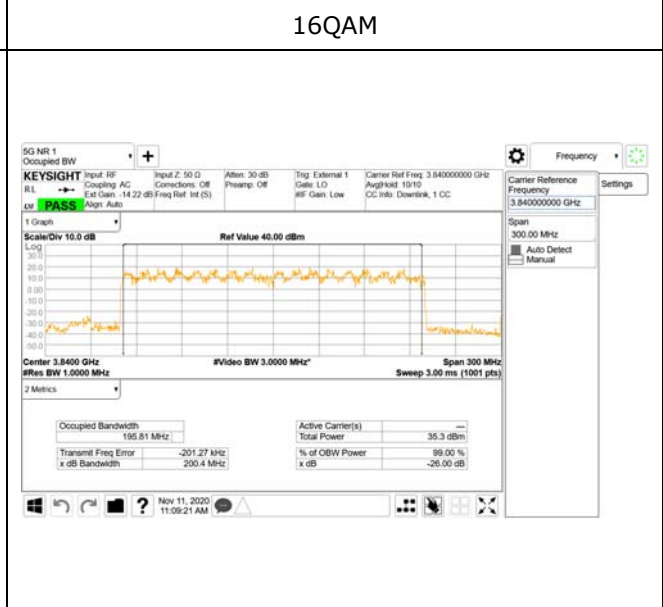 16QAM
5G NR 1
Occupied BW
Frequency
KEYSIGHT
RL
PASS
Input: RF
Coupling: AC
Ext Gain: -14.22 dB
Align: Auto
Input Z: 50 Ω
Corrections: Off
Freq Ref: Int (S)
Atten: 30 dB
Preamp: Off
Trig: External 1
Gate: LO
#IF Gain: Low
Carrier Ref Freq: 3.840000000 GHz
Avg|Hold: 10/10
CC Info: Downlink, 1 CC
Carrier Reference Frequency
3.840000000 GHz
Settings
Span
300.00 MHz
Auto Detect
Manual
1 Graph
Scale/Div 10.0 dB
Ref Value 40.00 dBm
Log
30.0
20.0
10.0
0.00
-10.0
-20.0
-30.0
-40.0
-50.0
Center 3.8400 GHz
#Video BW 3.0000 MHz*
Span 300 MHz
#Res BW 1.0000 MHz
Sweep 3.00 ms (1001 pts)
2 Metrics
Occupied Bandwidth
195.81 MHz
Active Carrier(s) ---
Total Power 35.3 dBm
Transmit Freq Error -201.27 kHz
x dB Bandwidth 200.4 MHz
% of OBW Power 99.00 %
x dB -26.00 dB
?
Nov 11, 2020
11:09:21 AM